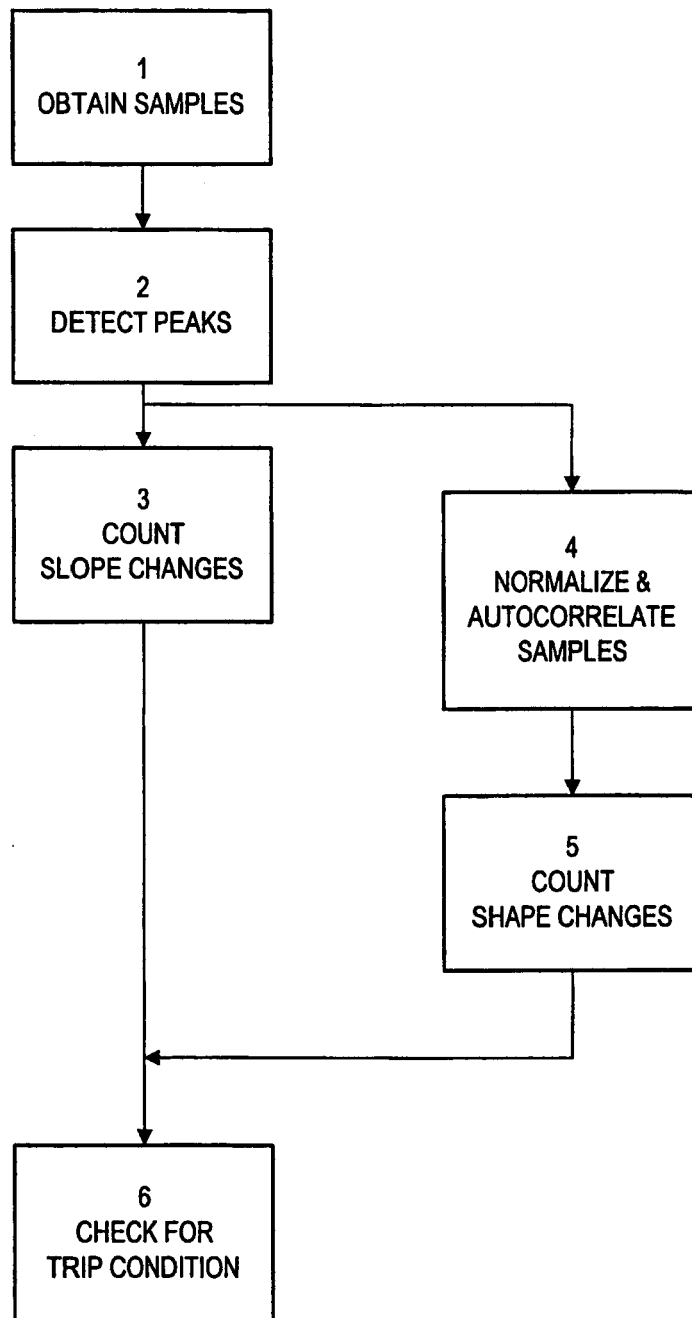 1
OBTAIN SAMPLES
2
DETECT PEAKS
3
COUNT
SLOPE CHANGES
4
NORMALIZE &
AUTOCORRELATE
SAMPLES
5
COUNT
SHAPE CHANGES
6
CHECK FOR
TRIP CONDITION